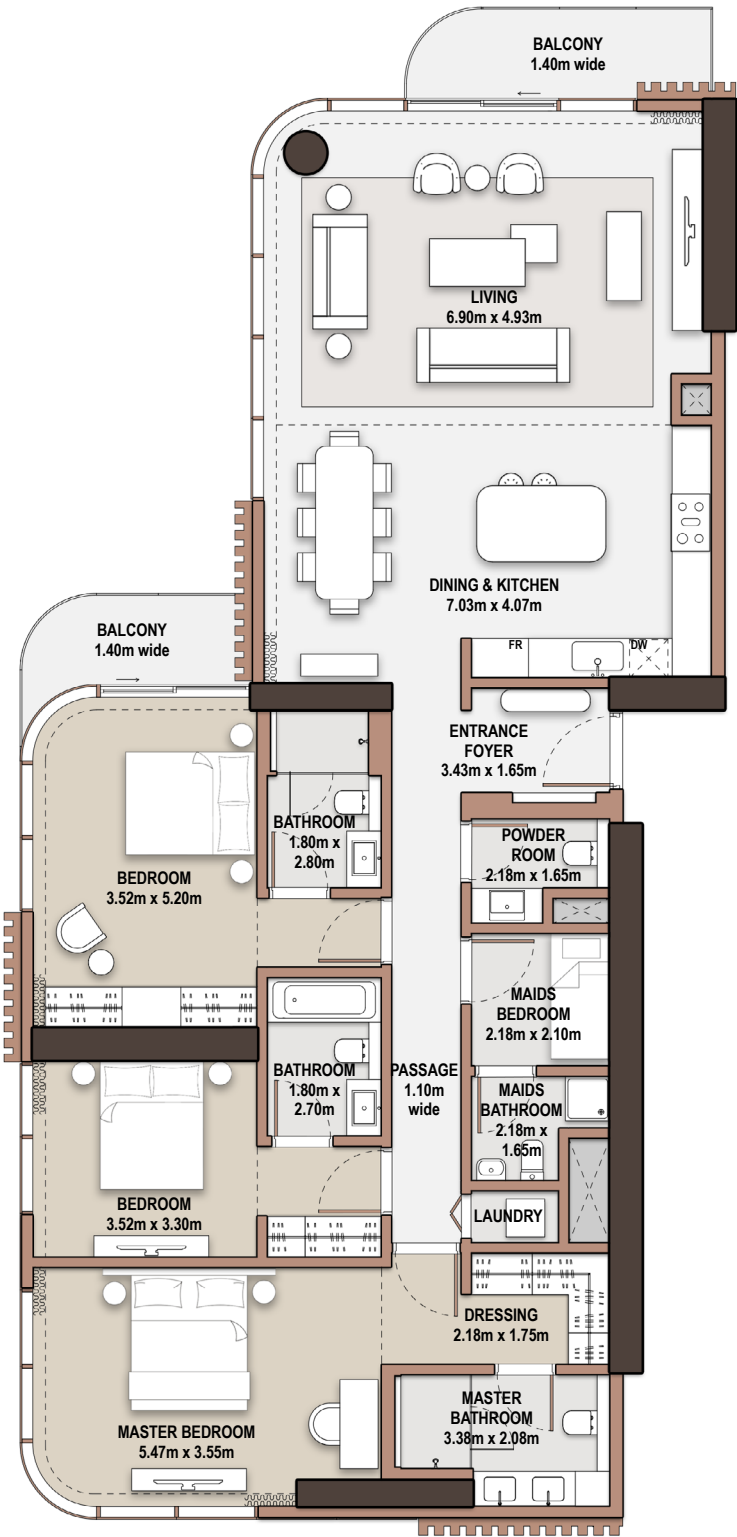 BALCONY
1.40m wide
LIVING
6.90m x 4.93m
DINING & KITCHEN
7.03m x 4.07m
FR
DW
BALCONY
1.40m wide
ENTRANCE
FOYER
3.43m x 1.65m
BATHROOM
1.80m x
2.80m
POWDER
ROOM
2.18m x 1.65m
BEDROOM
3.52m x 5.20m
MAIDS
BEDROOM
2.18m x 2.10m
BATHROOM
1.80m x
2.70m
PASSAGE
1.10m
wide
MAIDS
BATHROOM
2.18m x
1.65m
BEDROOM
3.52m x 3.30m
LAUNDRY
DRESSING
2.18m x 1.75m
MASTER BEDROOM
5.47m x 3.55m
MASTER
BATHROOM
3.38m x 2.08m